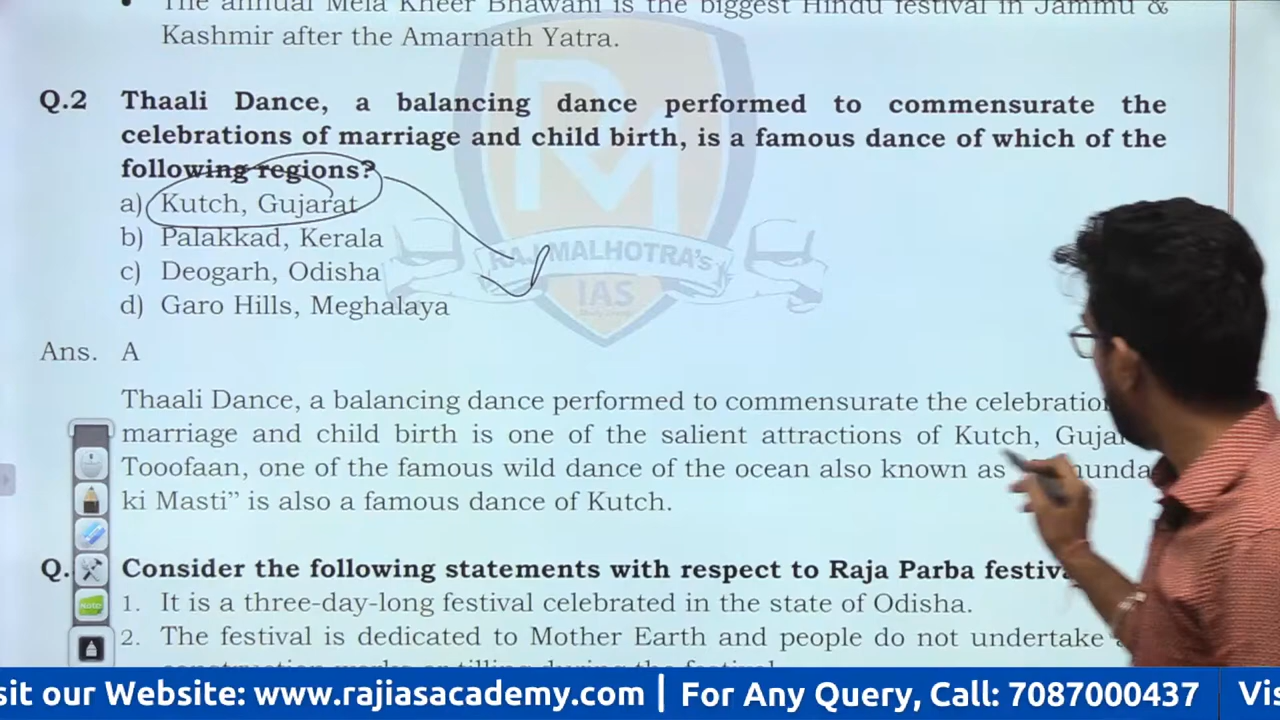 The annual Mela Kheer Bhawani is the biggest Hindu festival in Jammu &
Kashmir after the Amarnath Yatra.
Q.2 Thaali Dance, a balancing dance performed to commensurate the
celebrations of marriage and child birth, is a famous dance of which of the
following regions?
a) Kutch, Gujarat
b) Palakkad, Kerala
c) Deogarh, Odisha
d) Garo Hills, Meghalaya
RAJ MALHOTRA's
IAS
Ans. A
Thaali Dance, a balancing dance performed to commensurate the
marriage and child birth is one of the salient attractions of Kutch,
Tooofaan, one of the famous wild dance of the ocean also known as
ki Masti” is also a famous dance of Kutch.
Q. Consider the following statements with respect to Raja Parba
1. It is a three-day-long festival celebrated in the state of Odisha.
2. The festival is dedicated to Mother Earth and people do not undertake
Note
sit our Website: www.rajiasacademy.com | For Any Query, Call: 7087000437 Vis